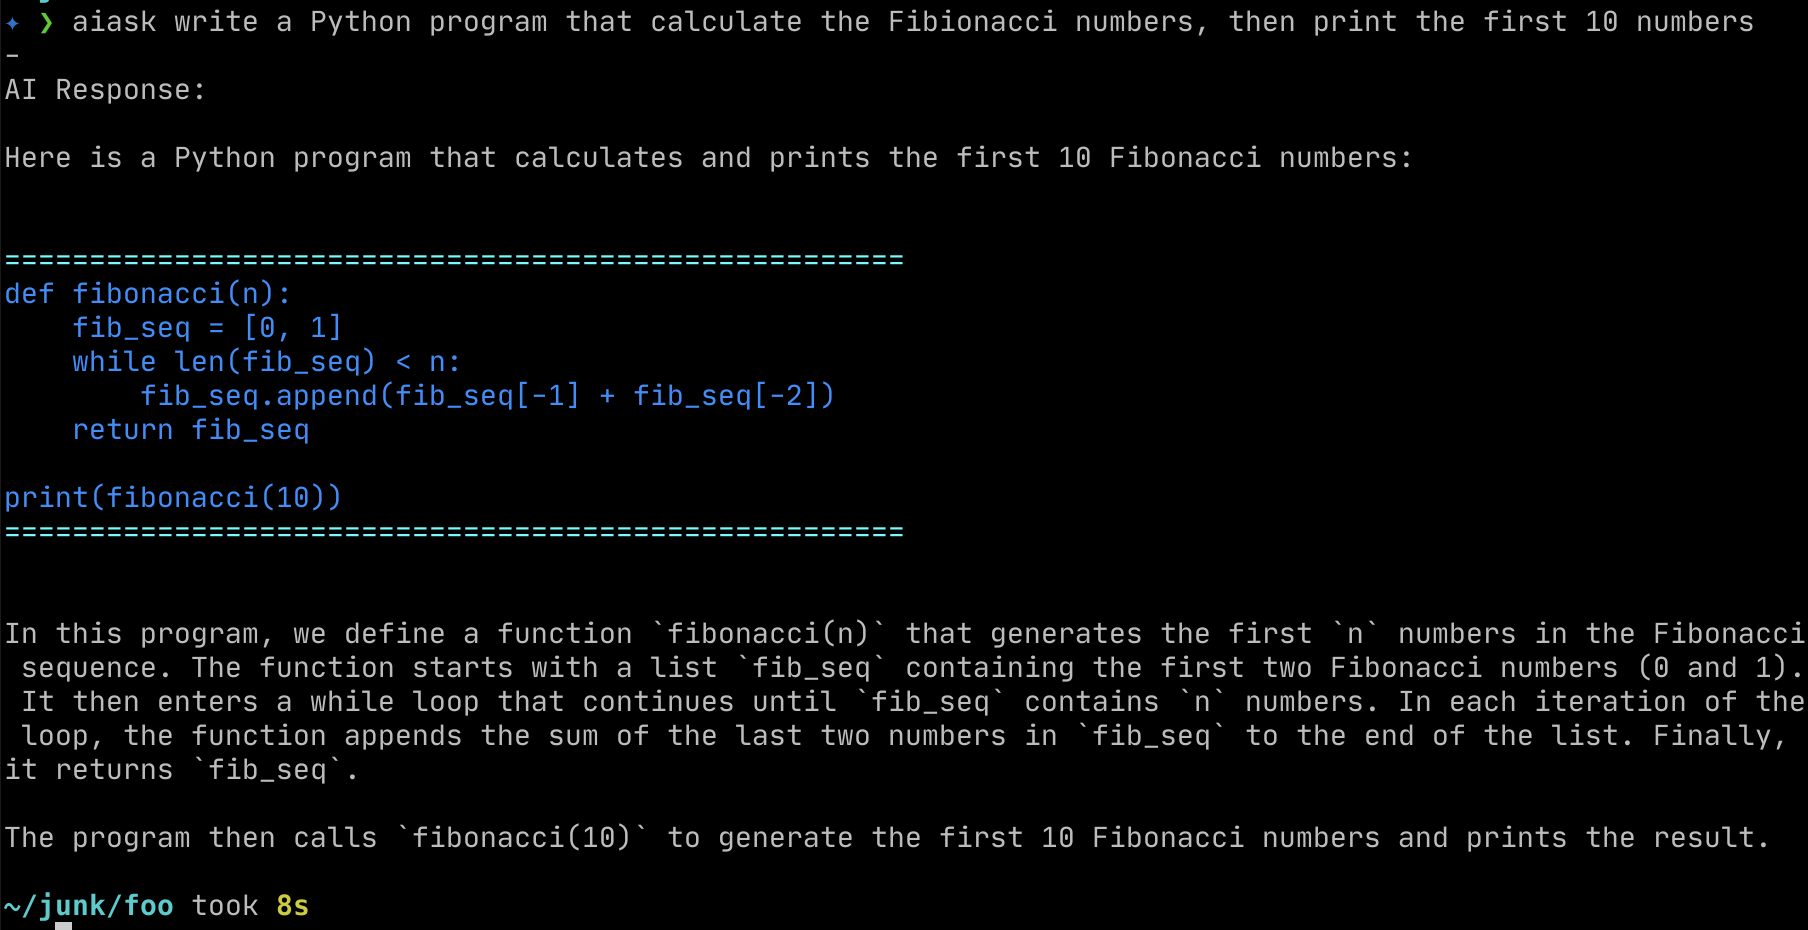 ✦ ❯ aiask write a Python program that calculate the Fibionacci numbers, then print the first 10 numbers
–
AI Response:
Here is a Python program that calculates and prints the first 10 Fibonacci numbers:
=====================================================
def fibonacci(n):
    fib_seq = [0, 1]
    while len(fib_seq) < n:
        fib_seq.append(fib_seq[-1] + fib_seq[-2])
    return fib_seq
print(fibonacci(10))
=====================================================
In this program, we define a function `fibonacci(n)` that generates the first `n` numbers in the Fibonacci
 sequence. The function starts with a list `fib_seq` containing the first two Fibonacci numbers (0 and 1).
 It then enters a while loop that continues until `fib_seq` contains `n` numbers. In each iteration of the
 loop, the function appends the sum of the last two numbers in `fib_seq` to the end of the list. Finally,
it returns `fib_seq`.
The program then calls `fibonacci(10)` to generate the first 10 Fibonacci numbers and prints the result.
~/junk/foo took 8s